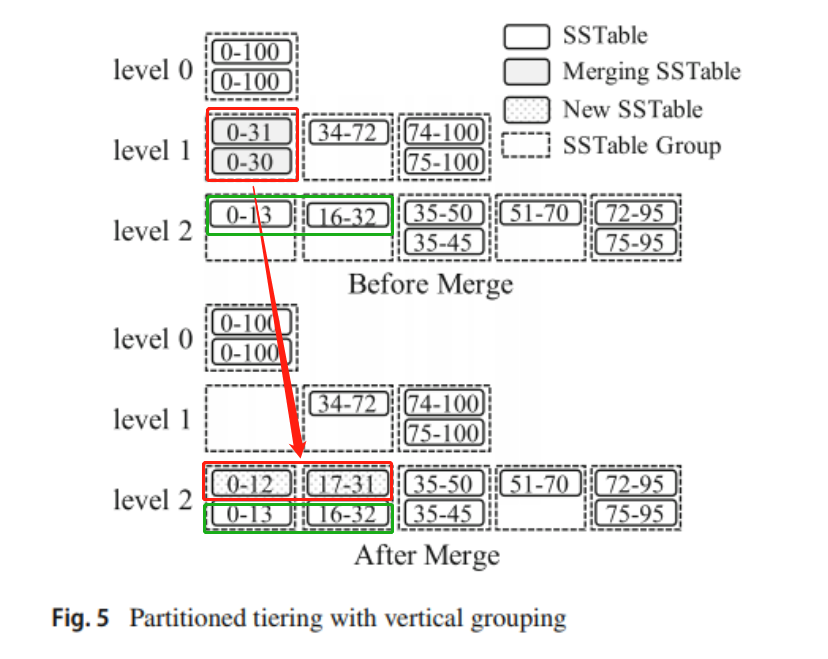 level 0
0-100
0-100
SSTable
Merging SSTable
New SSTable
SSTable Group
level 1
0-31
0-30
34-72
74-100
75-100
level 2
0-13
16-32
35-50
35-45
51-70
72-95
75-95
Before Merge
level 0
0-100
0-100
level 1
34-72
74-100
75-100
level 2
0-12
17-31
35-50
51-70
72-95
0-13
16-32
35-45
75-95
After Merge
Fig. 5 Partitioned tiering with vertical grouping